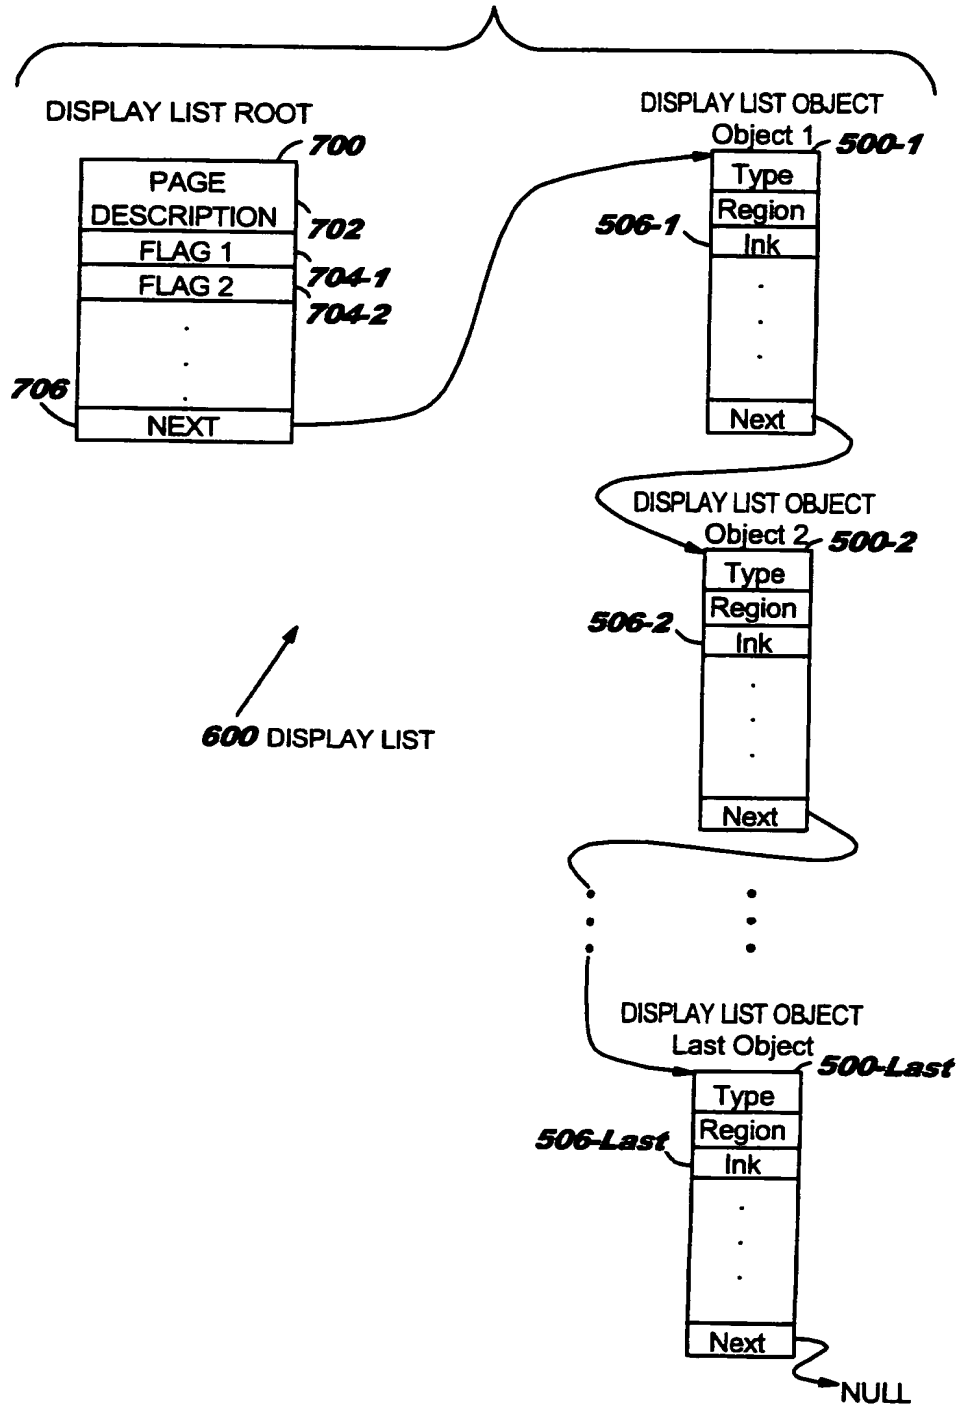 DISPLAY LIST ROOT
700
PAGE
DESCRIPTION
702
FLAG 1
704-1
FLAG 2
704-2
706
NEXT
DISPLAY LIST OBJECT
Object 1
500-1
Type
Region
506-1
Ink
Next
DISPLAY LIST OBJECT
Object 2
500-2
Type
Region
506-2
Ink
Next
600 DISPLAY LIST
DISPLAY LIST OBJECT
Last Object
500-Last
Type
Region
506-Last
Ink
Next
NULL